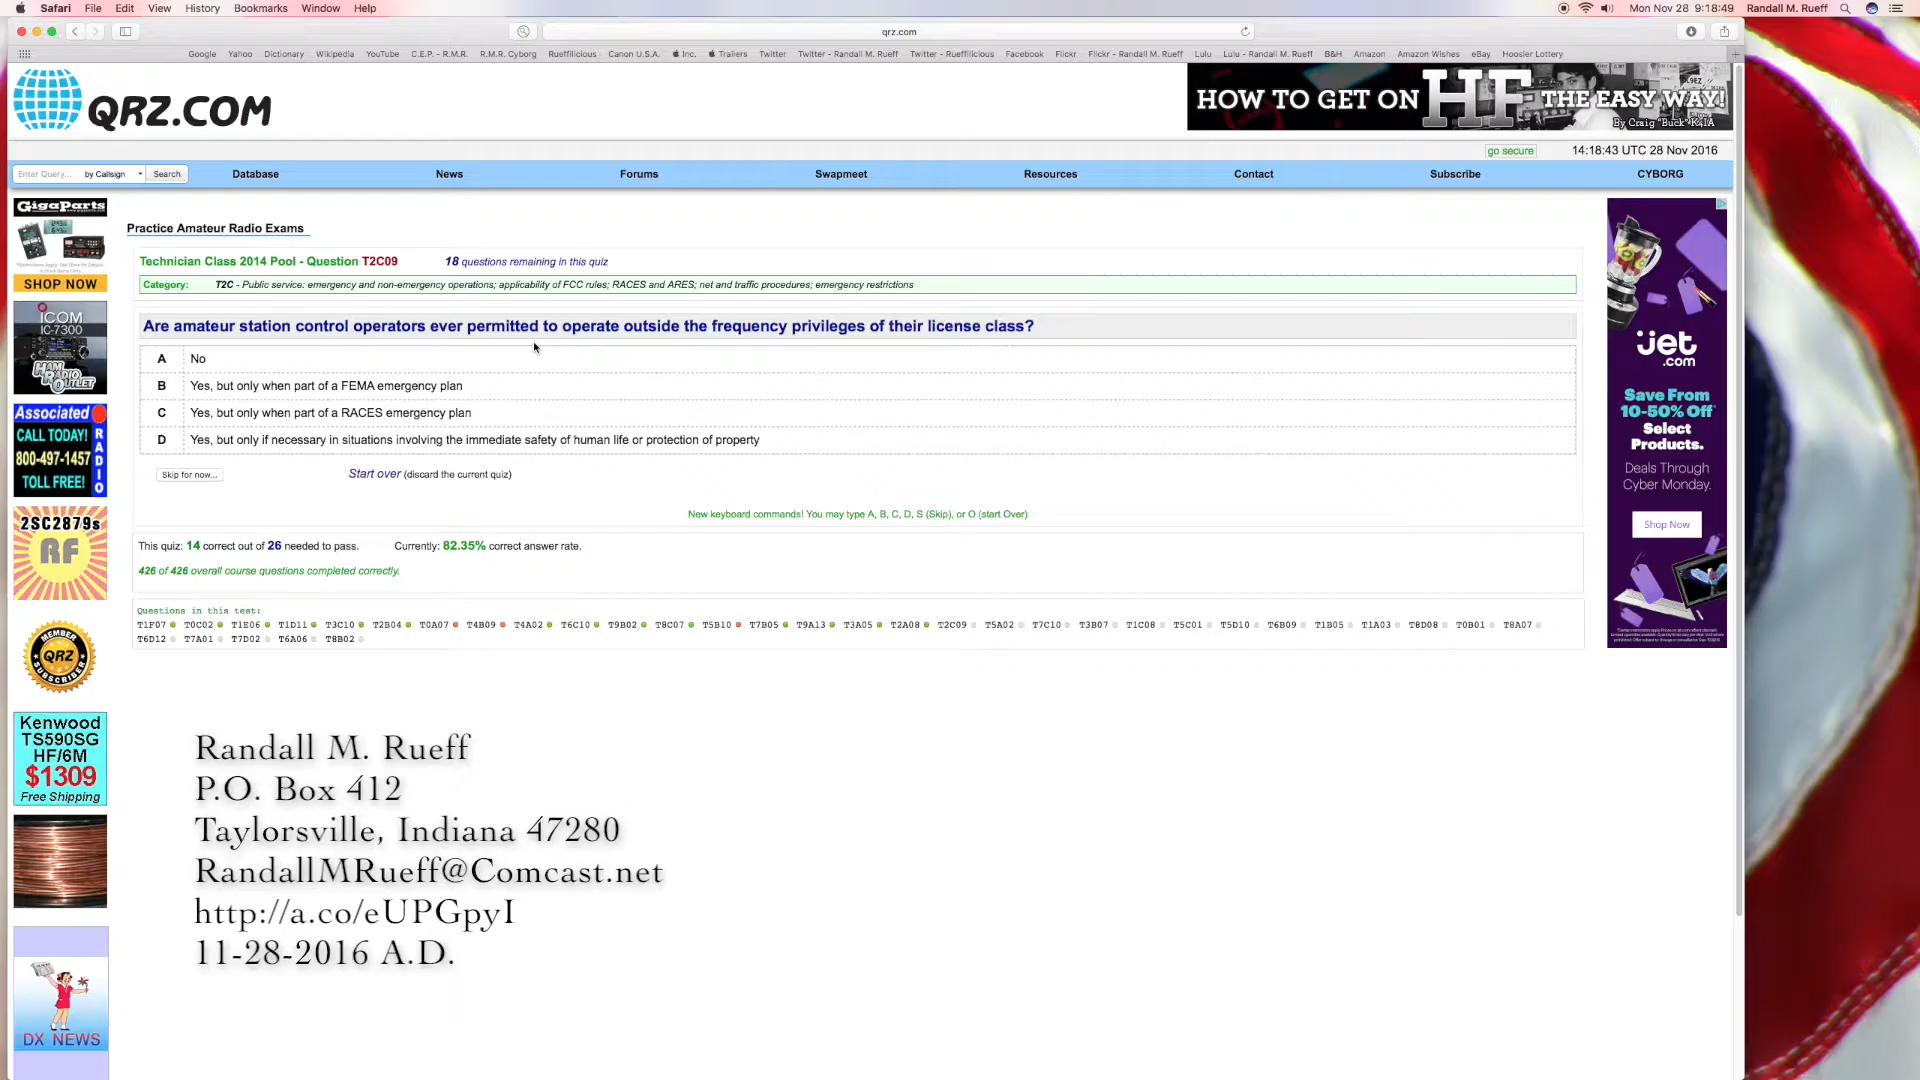 Safari File Edit View History Bookmarks Window Help
Mon Nov 28 9:18:49 Randall M. Rueff
qrz.com
Google Yahoo Dictionary Wikipedia YouTube C.E.P. - R.M.R. R.M.R. Cyborg Rueffilicious Canon U.S.A. Inc. Trailers Twitter Twitter - Randall M. Rueff Twitter - Rueffilicious Facebook Flickr Flickr - Randall M. Rueff Lulu Lulu - Randall M. Rueff B&H Amazon Amazon Wishes eBay Hoosier Lottery
QRZ.COM
HOW TO GET ON HF THE EASY WAY!
By Craig "Buck" K4IA
go secure 14:18:43 UTC 28 Nov 2016
Enter Query... by Callsign Search Database News Forums Swapmeet Resources Contact Subscribe CYBORG
GigaParts
SHOP NOW
ICOM
IC-7300
HAM RADIO OUTLET
Associated
RADIO
CALL TODAY!
800-497-1457
TOLL FREE!
2SC2879s
RF
MEMBER
QRZ
SUBSCRIBER
Kenwood
TS590SG
HF/6M
$1309
Free Shipping
DX NEWS
Practice Amateur Radio Exams
Technician Class 2014 Pool - Question T2C09 18 questions remaining in this quiz
Category: T2C - Public service: emergency and non-emergency operations; applicability of FCC rules; RACES and ARES; net and traffic procedures; emergency restrictions
Are amateur station control operators ever permitted to operate outside the frequency privileges of their license class?
A No
B Yes, but only when part of a FEMA emergency plan
C Yes, but only when part of a RACES emergency plan
D Yes, but only if necessary in situations involving the immediate safety of human life or protection of property
Skip for now... Start over (discard the current quiz)
New keyboard commands! You may type A, B, C, D, S (Skip), or O (start Over)
This quiz: 14 correct out of 26 needed to pass. Currently: 82.35% correct answer rate.
426 of 426 overall course questions completed correctly.
Questions in this test:
T1F07 T0C02 T1E06 T1D11 T3C10 T2B04 T0A07 T4B09 T4A02 T6C10 T9B02 T8C07 T5B10 T7B05 T9A13 T3A05 T2A08 T2C09 T5A02 T7C10 T3B07 T1C08 T5C01 T5D10 T6B09 T1B05 T1A03 T8D08 T0B01 T8A07
T6D12 T7A01 T7D02 T6A06 T8B02
jet
.com
Save From
10-50% Off*
Select
Products.
Deals Through
Cyber Monday.
Shop Now
Randall M. Rueff
P.O. Box 412
Taylorsville, Indiana 47280
RandallMRueff@Comcast.net
http://a.co/eUPGpyI
11-28-2016 A.D.